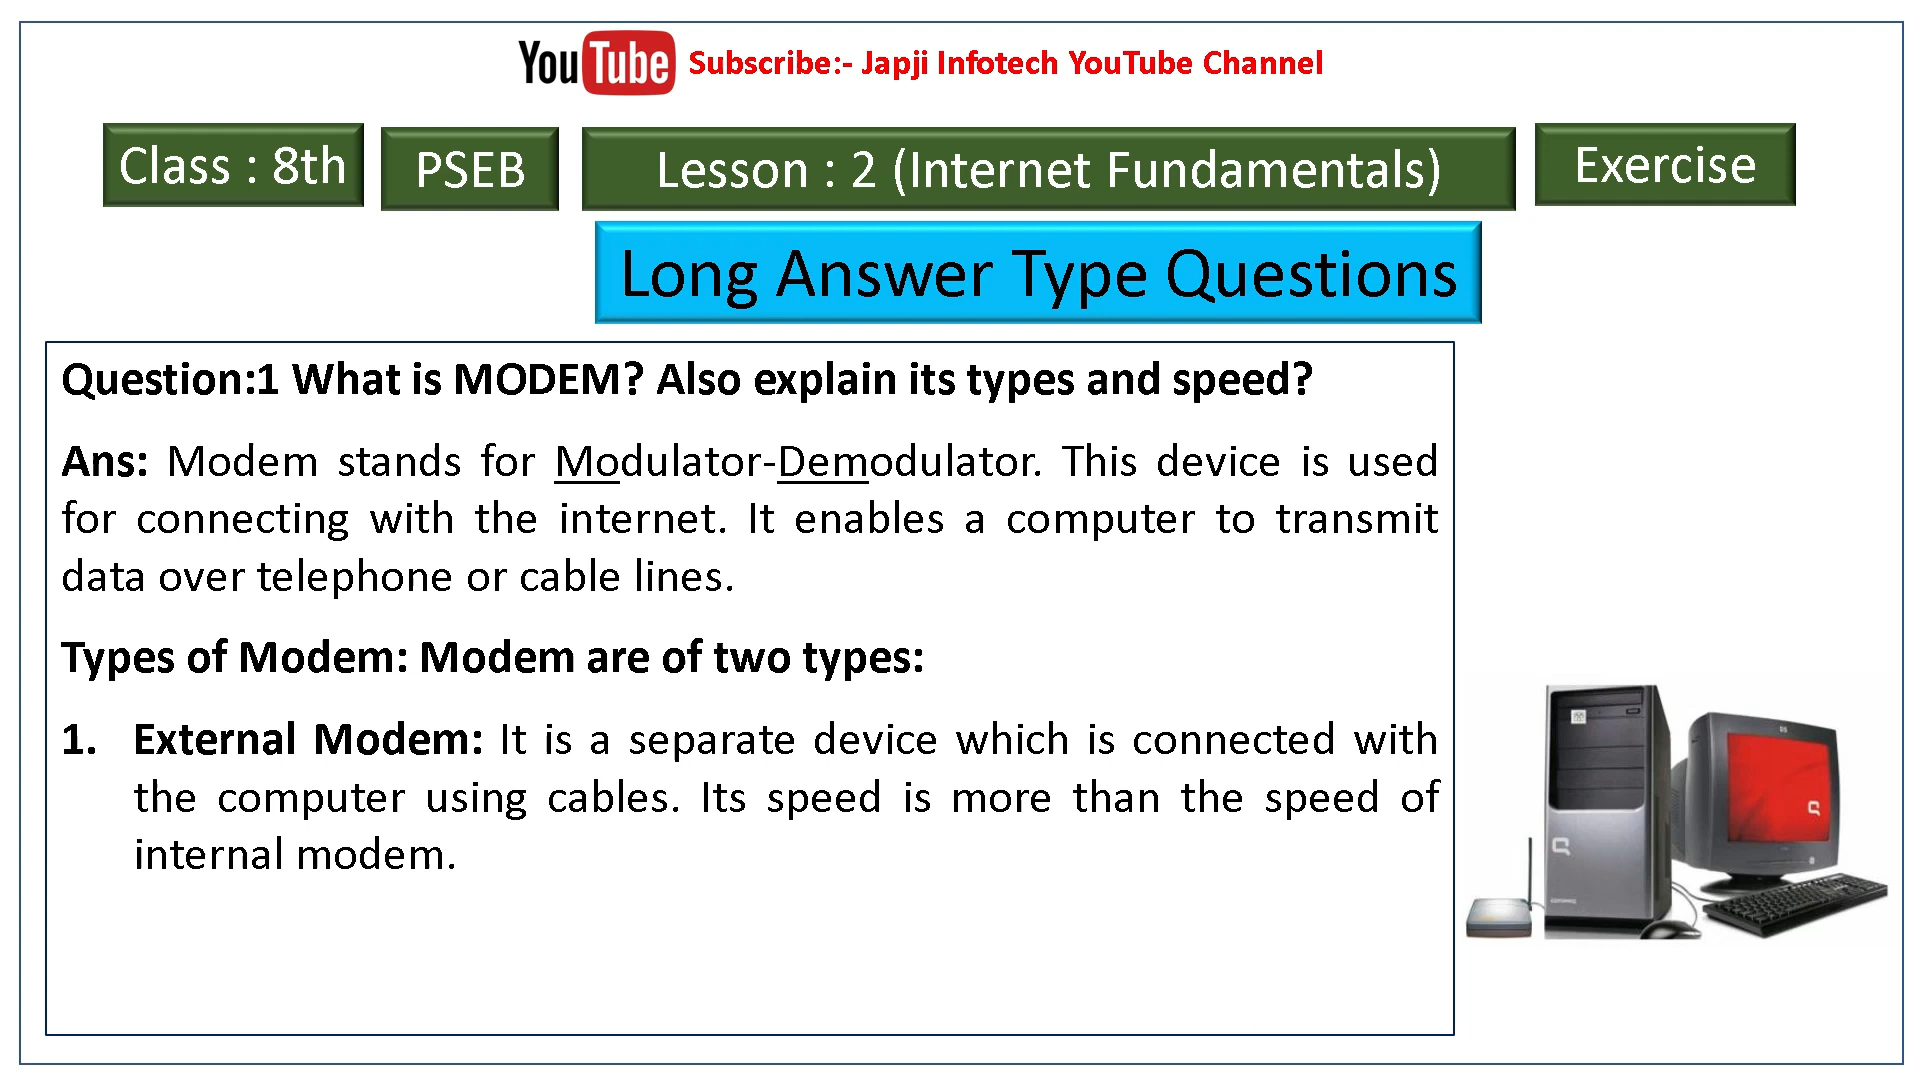 YouTube Subscribe:- Japji Infotech YouTube Channel
Class : 8th PSEB Lesson : 2 (Internet Fundamentals) Exercise
Long Answer Type Questions
Question:1 What is MODEM? Also explain its types and speed?
Ans: Modem stands for Modulator-Demodulator. This device is used
for connecting with the internet. It enables a computer to transmit
data over telephone or cable lines.
Types of Modem: Modem are of two types:
1. External Modem: It is a separate device which is connected with
the computer using cables. Its speed is more than the speed of
internal modem.